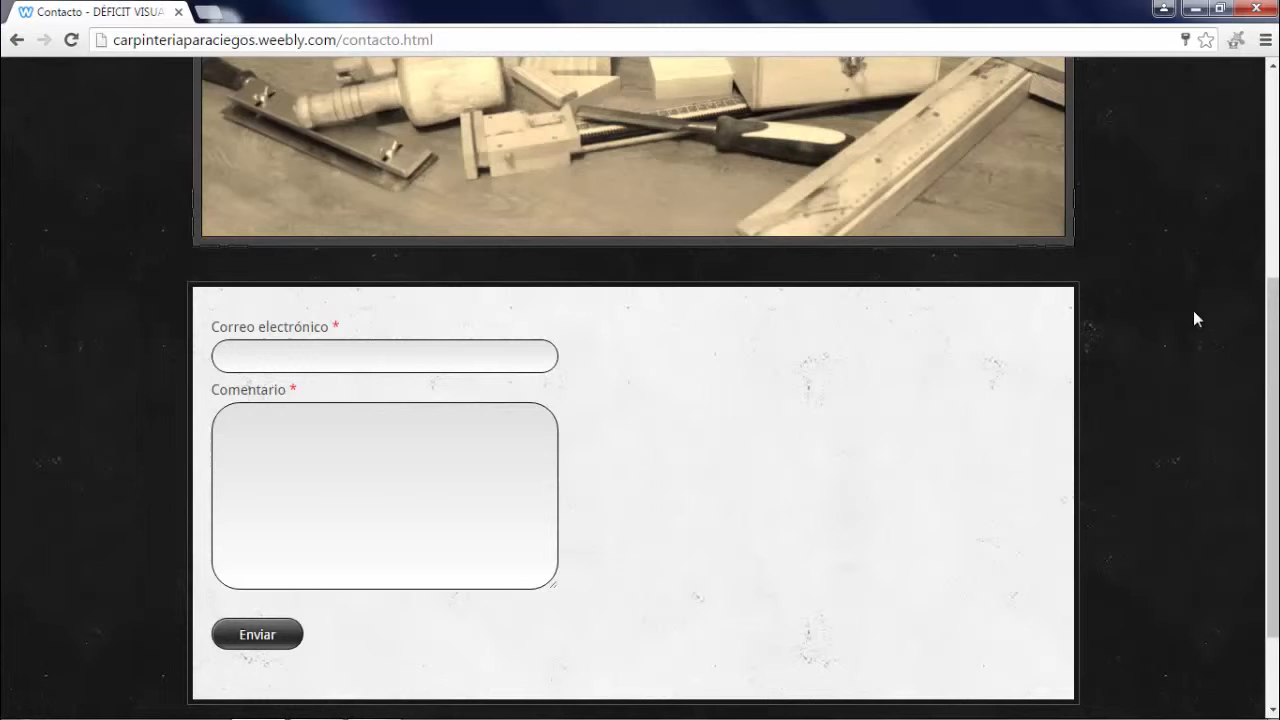 Contacto - DÉFICIT VISUA
carpinteriaparaciegos.weebly.com/contacto.html
Correo electrónico *
Comentario *
Enviar